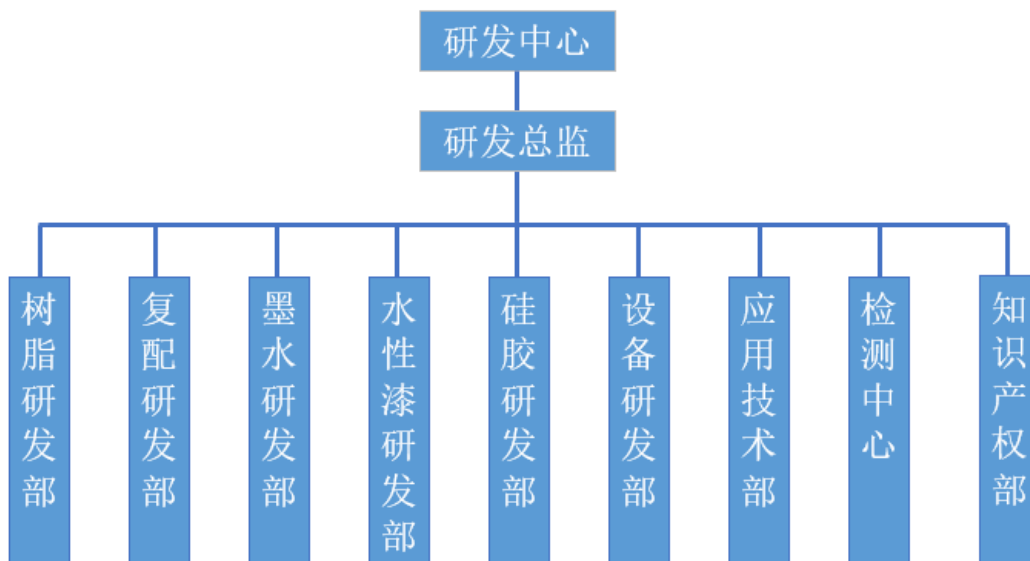 研发中心
研发总监
树脂研发部
复配研发部
墨水研发部
水性漆研发部
硅胶研发部
设备研发部
应用技术部
检测中心
知识产权部